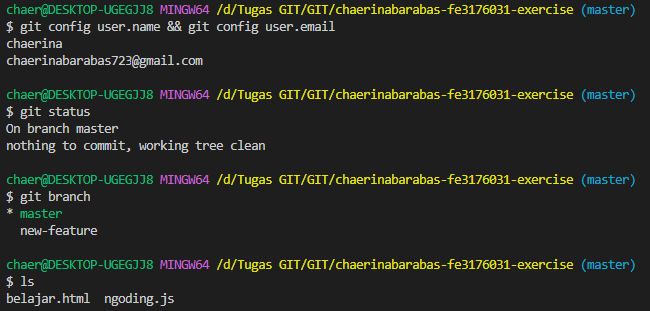 chaer@DESKTOP-UGEGJJ8 MINGW64 /d/Tugas GIT/GIT/chaerinabarabas-fe3176031-exercise (master)
$ git config user.name && git config user.email
chaerina
chaerinabarabas723@gmail.com
chaer@DESKTOP-UGEGJJ8 MINGW64 /d/Tugas GIT/GIT/chaerinabarabas-fe3176031-exercise (master)
$ git status
On branch master
nothing to commit, working tree clean
chaer@DESKTOP-UGEGJJ8 MINGW64 /d/Tugas GIT/GIT/chaerinabarabas-fe3176031-exercise (master)
$ git branch
* master
  new-feature
chaer@DESKTOP-UGEGJJ8 MINGW64 /d/Tugas GIT/GIT/chaerinabarabas-fe3176031-exercise (master)
$ ls
belajar.html  ngoding.js